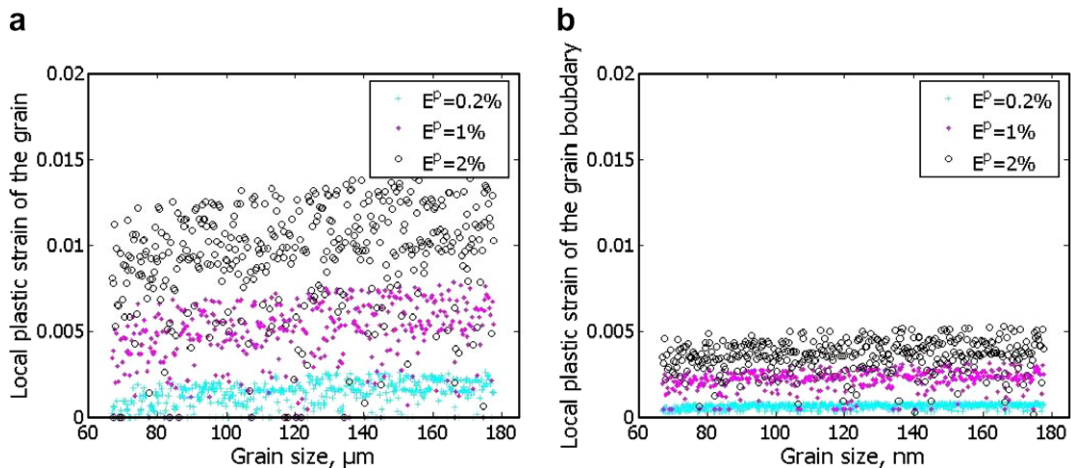 a
Local plastic strain of the grain
0.02
0.015
0.01
0.005
0
60
80
100
120
140
160
180
Grain size, µm
E^p=0.2%
E^p=1%
E^p=2%
b
Local plastic strain of the grain boubdary
0.02
0.015
0.01
0.005
0
60
80
100
120
140
160
180
Grain size, nm
E^p=0.2%
E^p=1%
E^p=2%